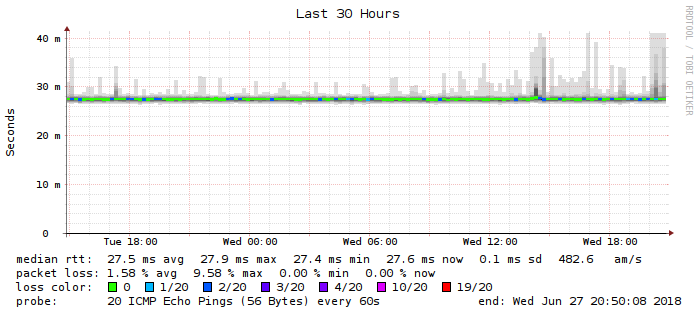 Last 30 Hours
RRDTOOL / TOBI OETIKER
Seconds
40 m
30 m
20 m
10 m
0
Tue 18:00 Wed 00:00 Wed 06:00 Wed 12:00 Wed 18:00
median rtt: 27.5 ms avg 27.9 ms max 27.4 ms min 27.6 ms now 0.1 ms sd 482.6 am/s
packet loss: 1.58 % avg 9.58 % max 0.00 % min 0.00 % now
loss color: 0 1/20 2/20 3/20 4/20 10/20 19/20
probe: 20 ICMP Echo Pings (56 Bytes) every 60s end: Wed Jun 27 20:50:08 2018